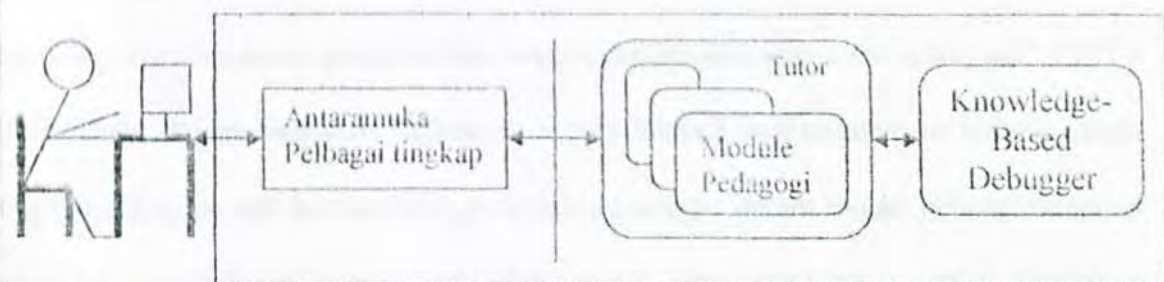 Antaramuka
Pelbagai tingkap
Tutor
Module
Pedagogi
Knowledge-
Based
Debugger